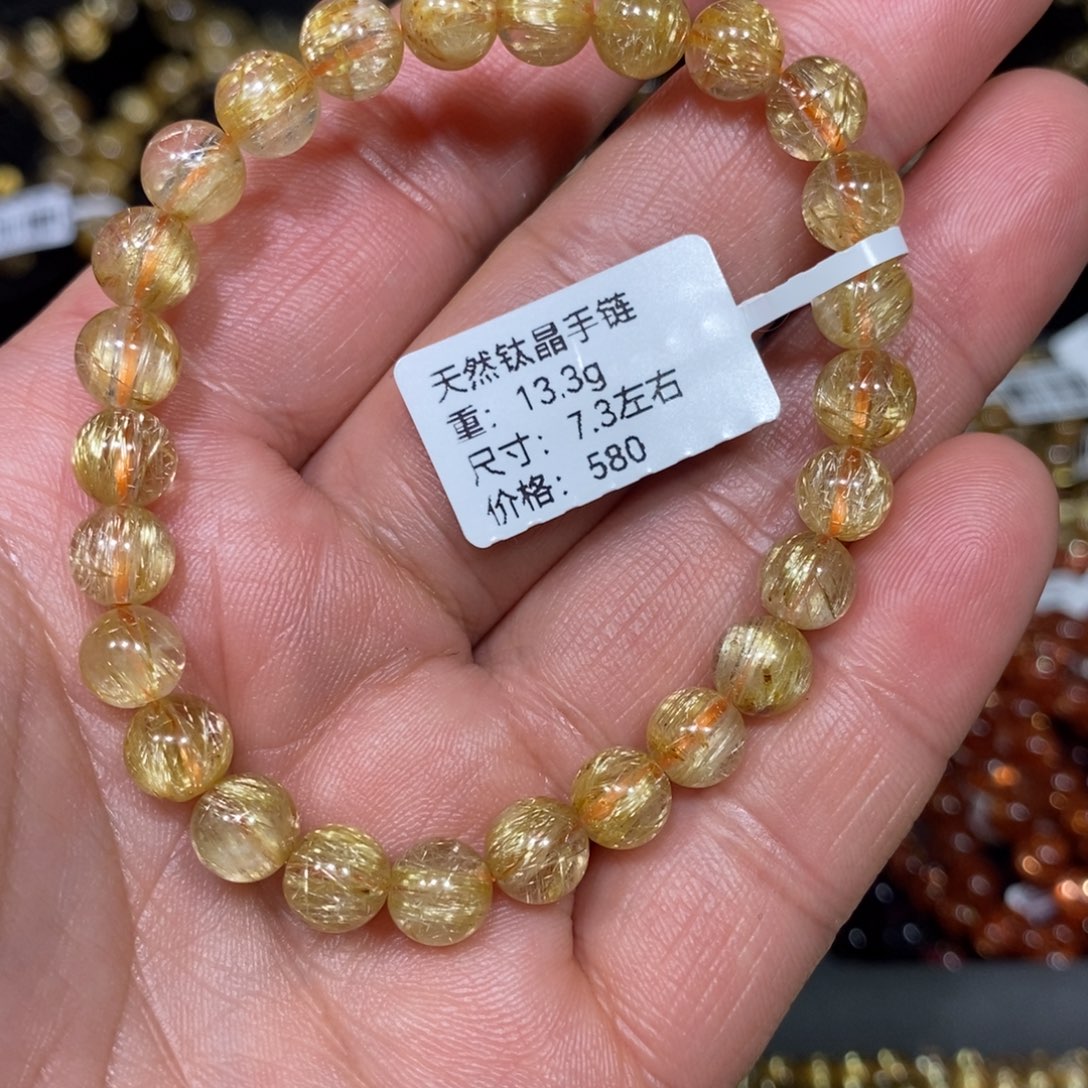 天然钛晶手链
重: 13.3g
尺寸: 7.3左右
价格: 580